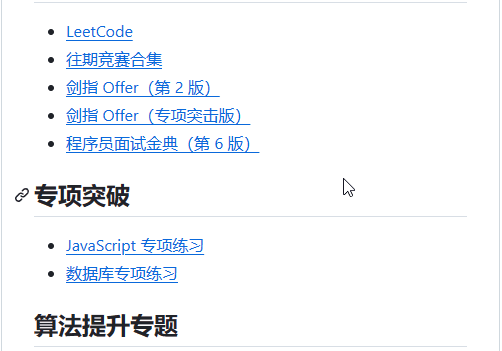 LeetCode
往期竞赛合集
剑指 Offer（第 2 版）
剑指 Offer（专项突击版）
程序员面试金典（第 6 版）
专项突破
JavaScript 专项练习
数据库专项练习
算法提升专题